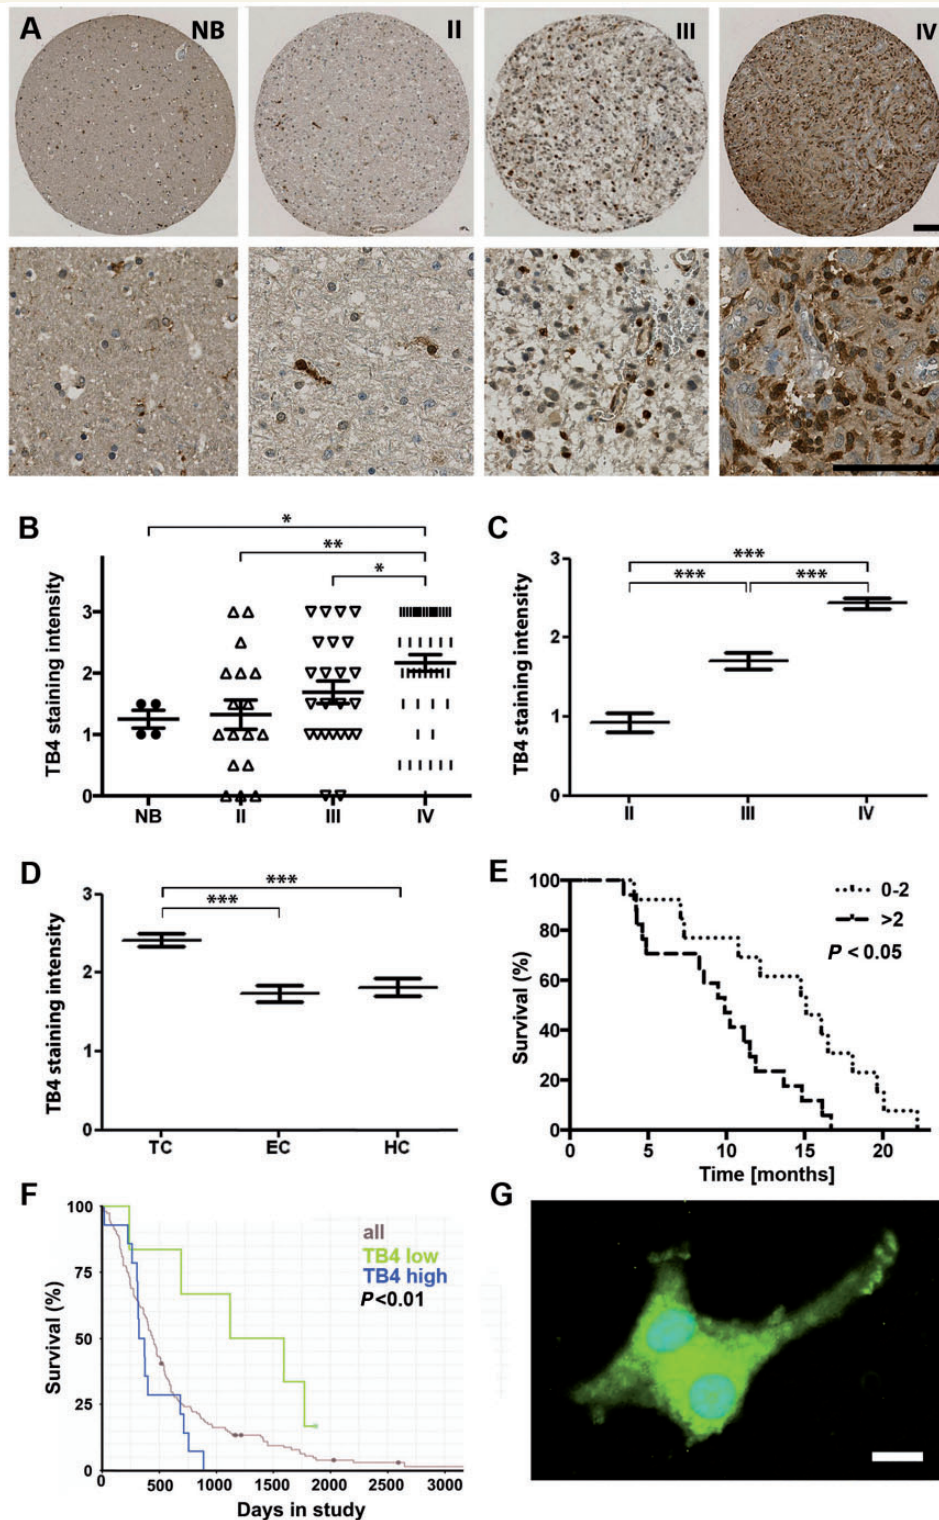 A NB II III IV
B
* 
**
*
TB4 staining intensity
3
2
1
0
NB II III IV
C
***
*** ***
TB4 staining intensity
3
2
1
0
II III IV
D
***
***
TB4 staining intensity
3
2
1
0
TC EC HC
E
Survival (%)
100
80
60
40
20
0-2
>2
P < 0.05
0 5 10 15 20
Time [months]
F
Survival (%)
100
75
50
25
0
all
TB4 low
TB4 high
P<0.01
0 500 1000 1500 2000 2500 3000
Days in study
G